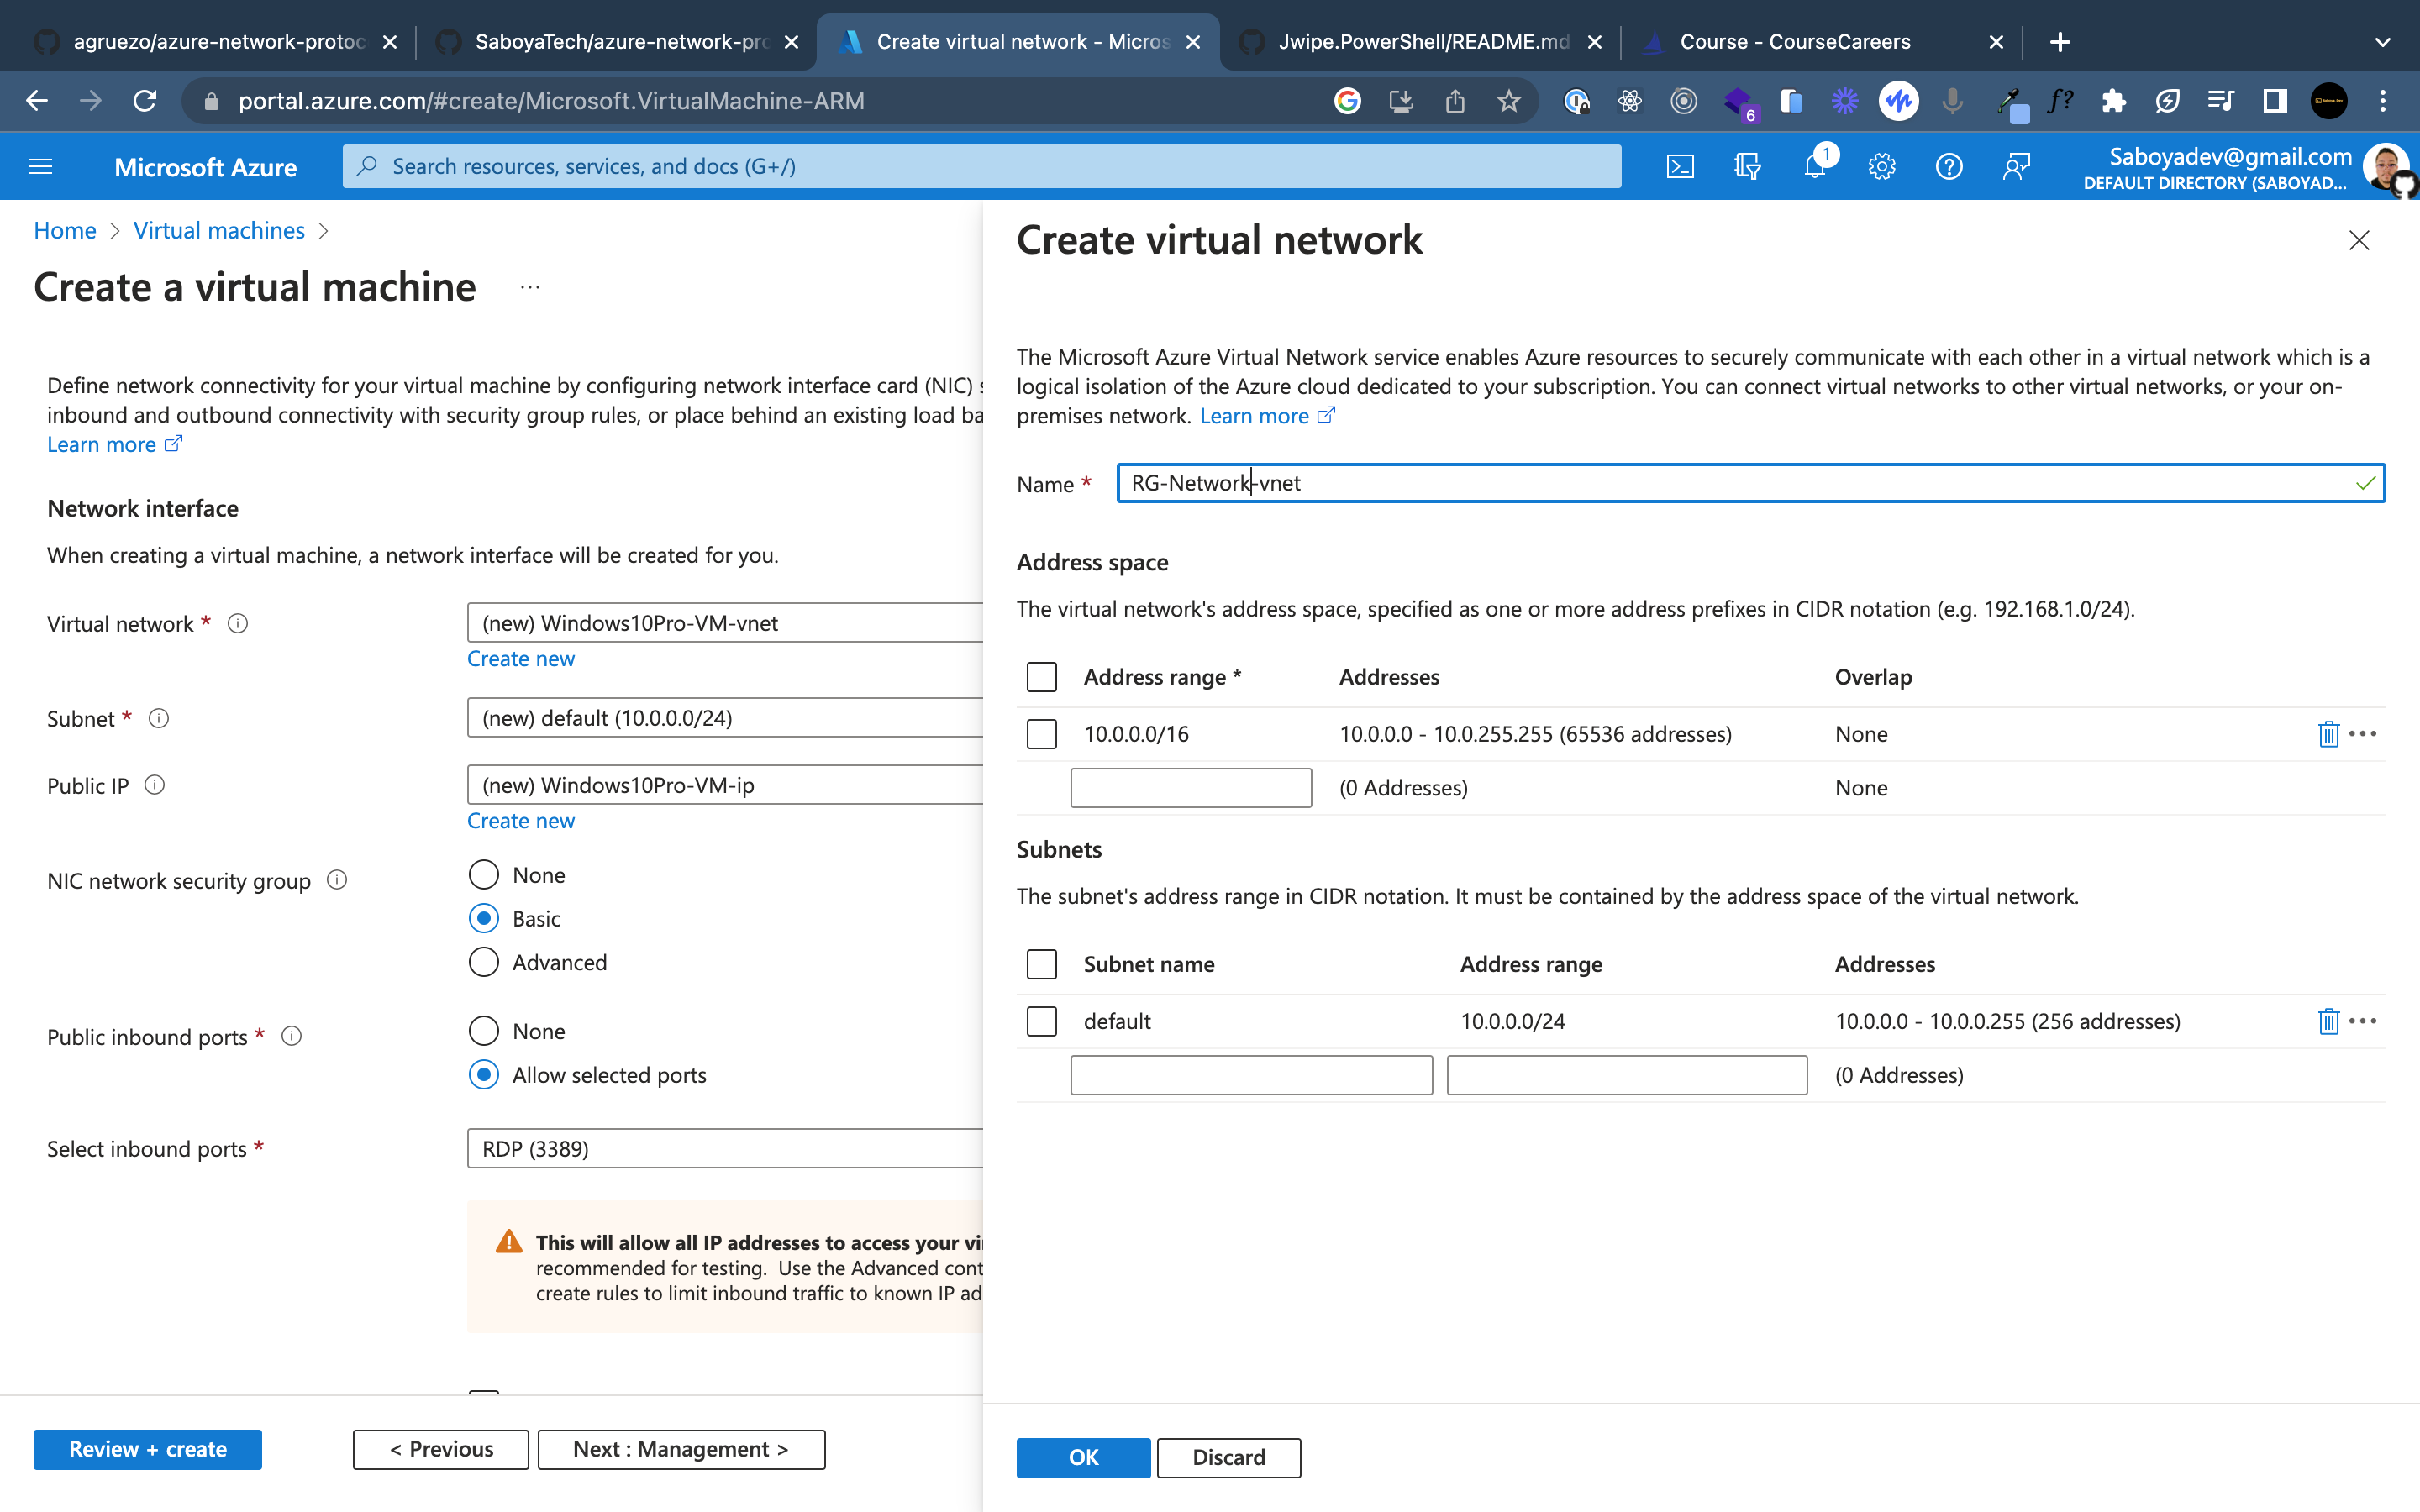 agruezo/azure-network-protoc
SaboyaTech/azure-network-pro
Create virtual network - Micros
Jwipe.PowerShell/README.md
Course - CourseCareers
portal.azure.com/#create/Microsoft.VirtualMachine-ARM
6
f?
Microsoft Azure
Search resources, services, and docs (G+/)
1
Saboyadev@gmail.com
DEFAULT DIRECTORY (SABOYAD...
Home > Virtual machines >
Create a virtual machine ...
Define network connectivity for your virtual machine by configuring network interface card (NIC) s
inbound and outbound connectivity with security group rules, or place behind an existing load ba
Learn more
Network interface
When creating a virtual machine, a network interface will be created for you.
Virtual network *
(new) Windows10Pro-VM-vnet
Create new
Subnet *
(new) default (10.0.0.0/24)
Public IP
(new) Windows10Pro-VM-ip
Create new
NIC network security group
None
Basic
Advanced
Public inbound ports *
None
Allow selected ports
Select inbound ports *
RDP (3389)
This will allow all IP addresses to access your vi
recommended for testing. Use the Advanced cont
create rules to limit inbound traffic to known IP ad
Review + create
< Previous
Next : Management >
Create virtual network
The Microsoft Azure Virtual Network service enables Azure resources to securely communicate with each other in a virtual network which is a
logical isolation of the Azure cloud dedicated to your subscription. You can connect virtual networks to other virtual networks, or your on-
premises network. Learn more
Name *
RG-Network-vnet
Address space
The virtual network's address space, specified as one or more address prefixes in CIDR notation (e.g. 192.168.1.0/24).
Address range * Addresses Overlap
10.0.0.0/16 10.0.0.0 - 10.0.255.255 (65536 addresses) None
(0 Addresses) None
Subnets
The subnet's address range in CIDR notation. It must be contained by the address space of the virtual network.
Subnet name Address range Addresses
default 10.0.0.0/24 10.0.0.0 - 10.0.0.255 (256 addresses)
(0 Addresses)
OK
Discard